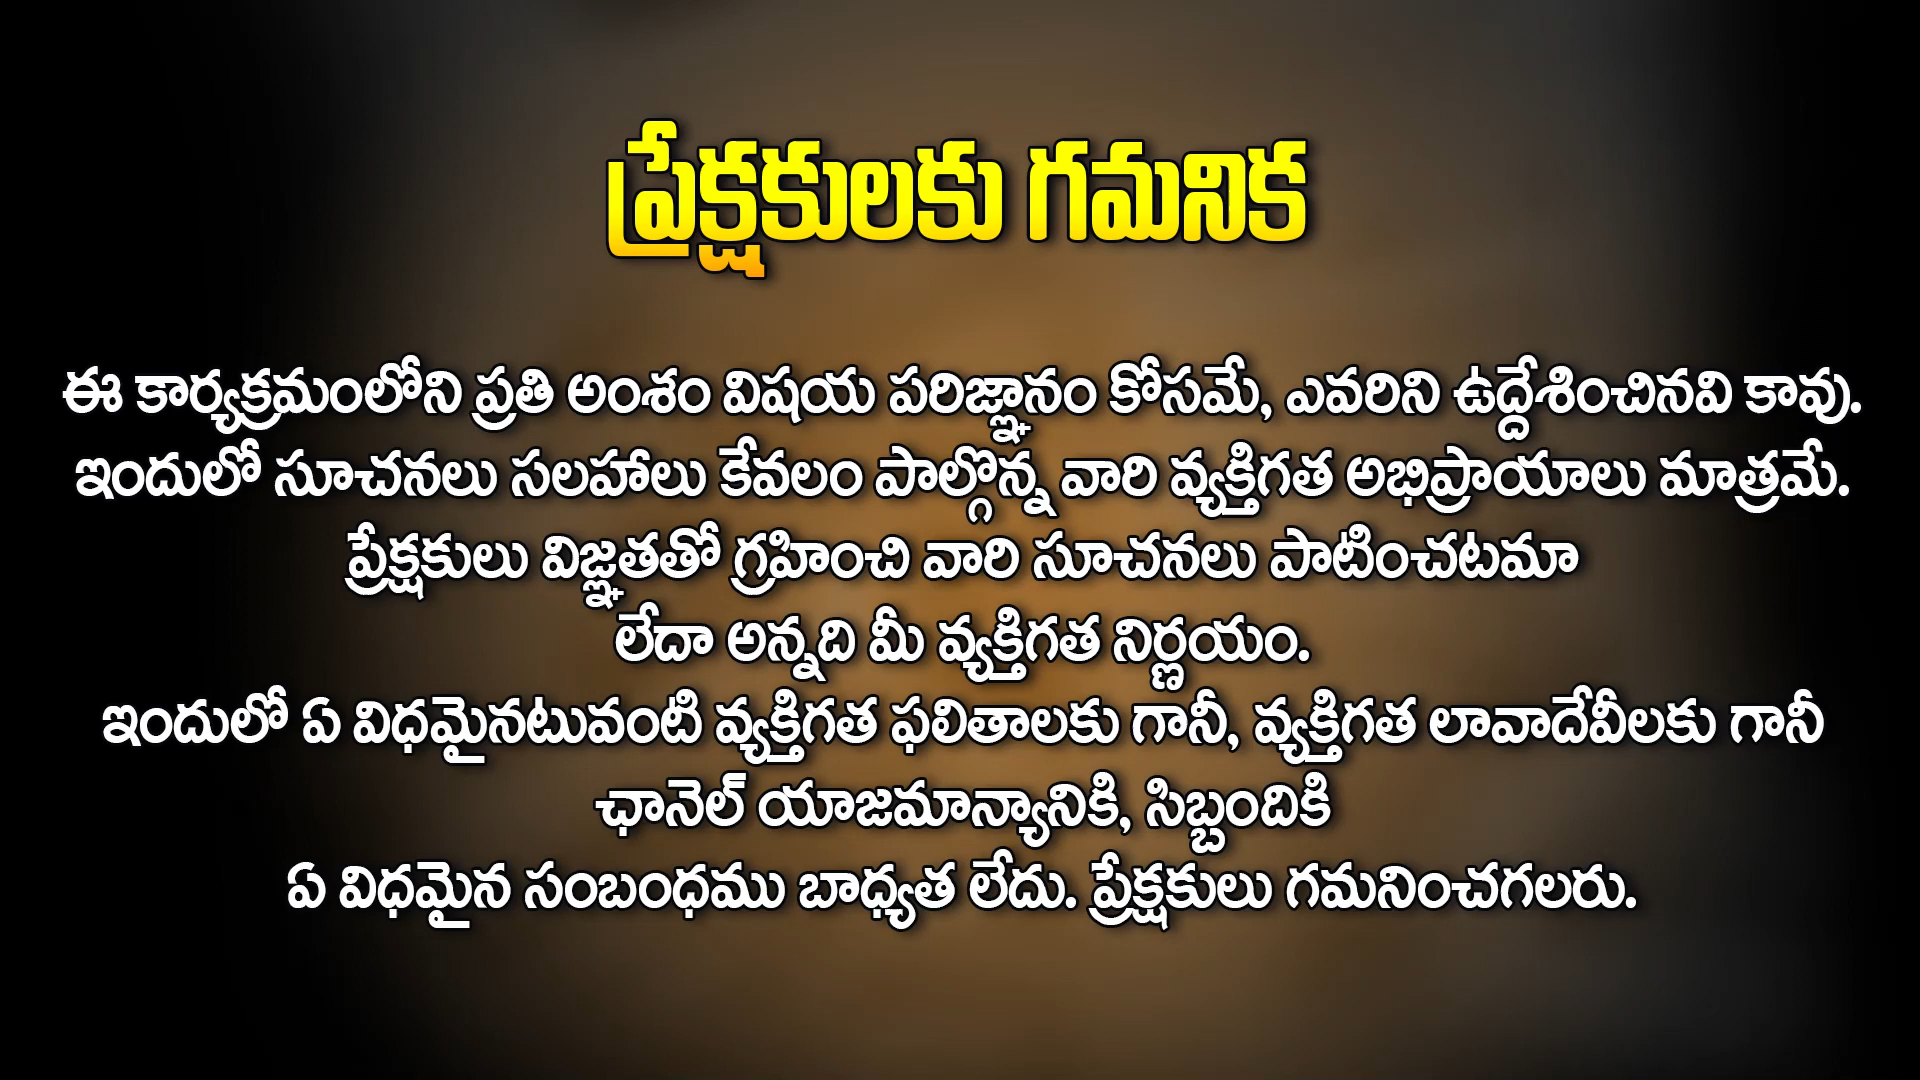 ప్రేక్షకులకు గమనిక
ఈ కార్యక్రమంలోని ప్రతి అంశం విషయ పరిజ్ఞానం కోసమే, ఎవరిని ఉద్దేశించినవి కావు.
ఇందులో సూచనలు సలహాలు కేవలం పాల్గొన్న వారి వ్యక్తిగత అభిప్రాయాలు మాత్రమే.
ప్రేక్షకులు విజ్ఞతతో గ్రహించి వారి సూచనలు పాటించటమా
లేదా అన్నది మీ వ్యక్తిగత నిర్ణయం.
ఇందులో ఏ విధమైనటువంటి వ్యక్తిగత ఫలితాలకు గానీ, వ్యక్తిగత లావాదేవీలకు గానీ
ఛానెల్ యాజమాన్యానికి, సిబ్బందికి
ఏ విధమైన సంబంధము బాధ్యత లేదు. ప్రేక్షకులు గమనించగలరు.